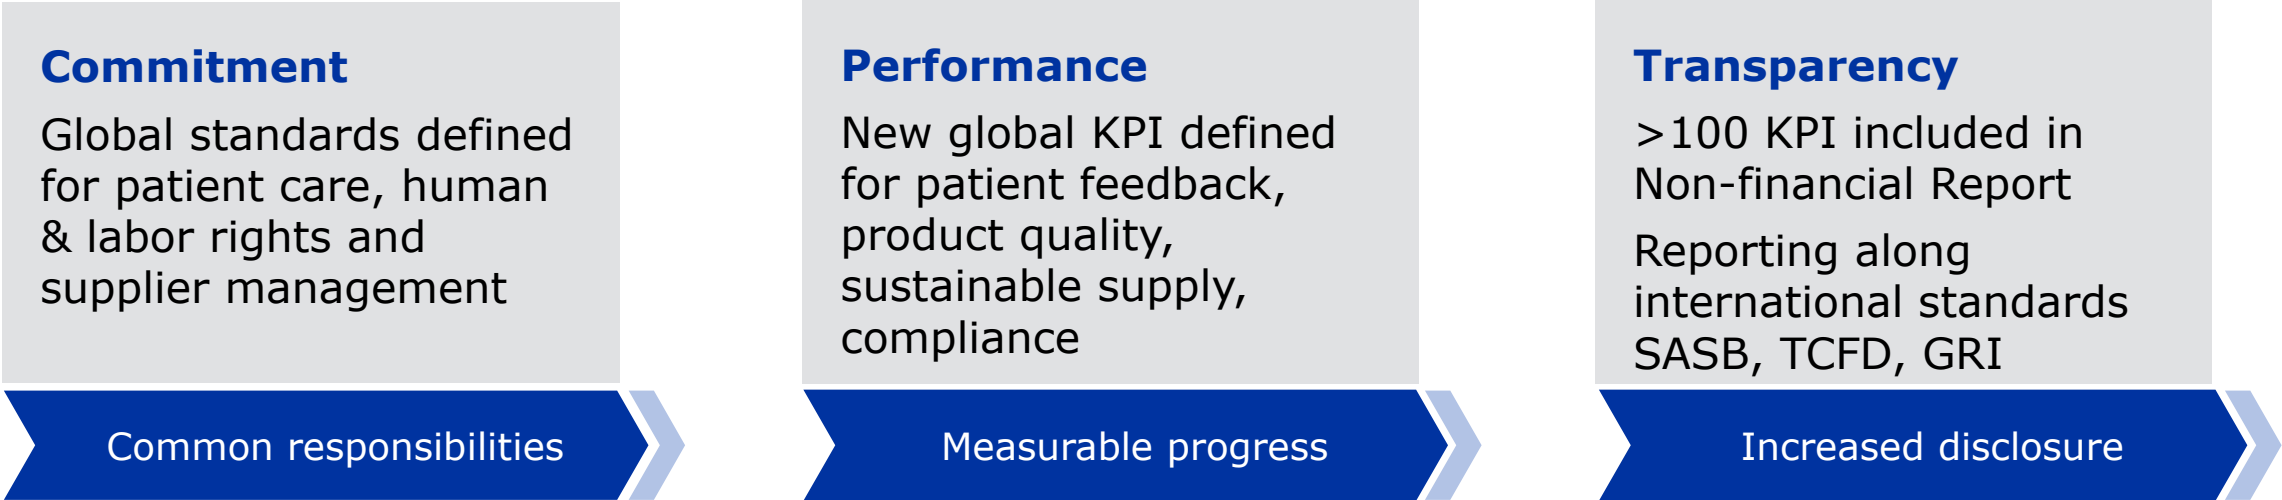 Commitment
Global standards defined
for patient care, human
& labor rights and
supplier management
Common responsibilities
Performance
New global KPI defined
for patient feedback,
product quality,
sustainable supply,
compliance
Measurable progress
Transparency
>100 KPI included in
Non-financial Report
Reporting along
international standards
SASB, TCFD, GRI
Increased disclosure